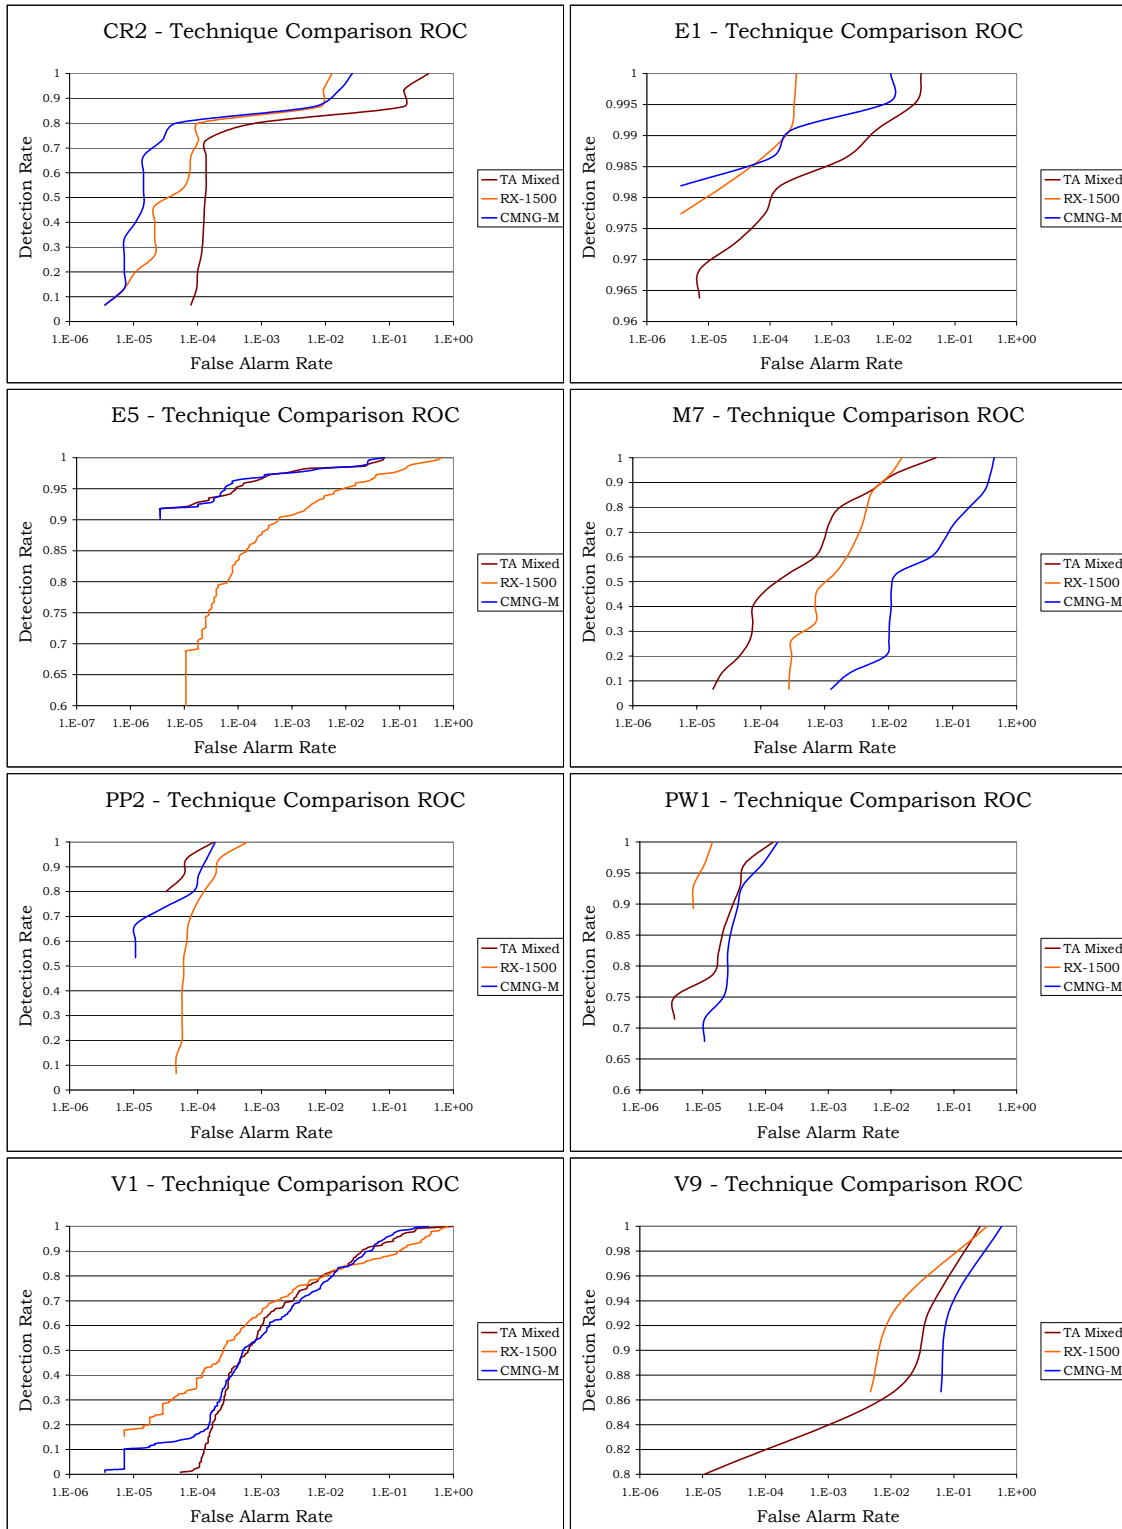 CR2 - Technique Comparison ROC
Detection Rate
1
0.9
0.8
0.7
0.6
0.5
0.4
0.3
0.2
0.1
0
1.E-06 1.E-05 1.E-04 1.E-03 1.E-02 1.E-01 1.E+00
False Alarm Rate
TA Mixed
RX-1500
CMNG-M
E1 - Technique Comparison ROC
Detection Rate
1
0.995
0.99
0.985
0.98
0.975
0.97
0.965
0.96
1.E-06 1.E-05 1.E-04 1.E-03 1.E-02 1.E-01 1.E+00
False Alarm Rate
TA Mixed
RX-1500
CMNG-M
E5 - Technique Comparison ROC
Detection Rate
1
0.95
0.9
0.85
0.8
0.75
0.7
0.65
0.6
1.E-07 1.E-06 1.E-05 1.E-04 1.E-03 1.E-02 1.E-01 1.E+00
False Alarm Rate
TA Mixed
RX-1500
CMNG-M
M7 - Technique Comparison ROC
Detection Rate
1
0.9
0.8
0.7
0.6
0.5
0.4
0.3
0.2
0.1
0
1.E-06 1.E-05 1.E-04 1.E-03 1.E-02 1.E-01 1.E+00
False Alarm Rate
TA Mixed
RX-1500
CMNG-M
PP2 - Technique Comparison ROC
Detection Rate
1
0.9
0.8
0.7
0.6
0.5
0.4
0.3
0.2
0.1
0
1.E-06 1.E-05 1.E-04 1.E-03 1.E-02 1.E-01 1.E+00
False Alarm Rate
TA Mixed
RX-1500
CMNG-M
PW1 - Technique Comparison ROC
Detection Rate
1
0.95
0.9
0.85
0.8
0.75
0.7
0.65
0.6
1.E-06 1.E-05 1.E-04 1.E-03 1.E-02 1.E-01 1.E+00
False Alarm Rate
TA Mixed
RX-1500
CMNG-M
V1 - Technique Comparison ROC
Detection Rate
1
0.9
0.8
0.7
0.6
0.5
0.4
0.3
0.2
0.1
0
1.E-06 1.E-05 1.E-04 1.E-03 1.E-02 1.E-01 1.E+00
False Alarm Rate
TA Mixed
RX-1500
CMNG-M
V9 - Technique Comparison ROC
Detection Rate
1
0.98
0.96
0.94
0.92
0.9
0.88
0.86
0.84
0.82
0.8
1.E-06 1.E-05 1.E-04 1.E-03 1.E-02 1.E-01 1.E+00
False Alarm Rate
TA Mixed
RX-1500
CMNG-M